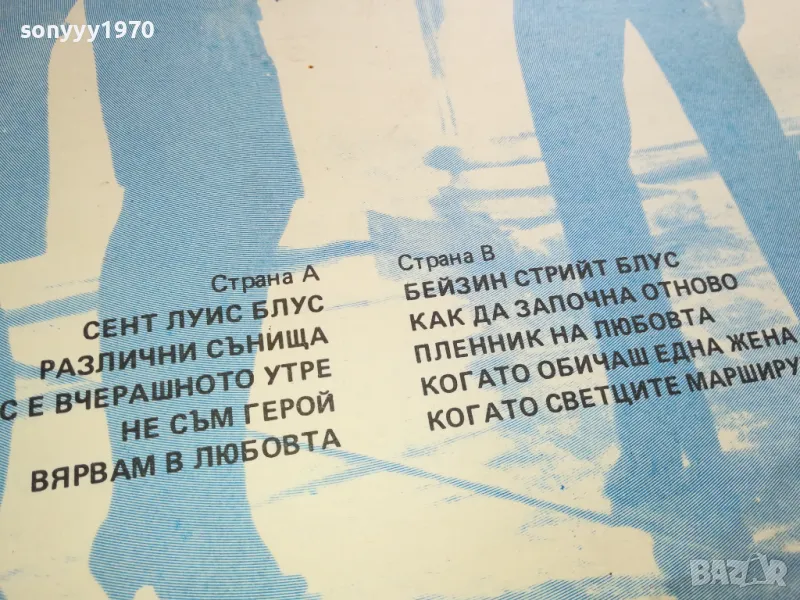 sonyyy1970
Страна А
СЕНТ ЛУИС БЛУС
РАЗЛИЧНИ СЪНИЩА
С Е ВЧЕРАШНОТО УТРЕ
НЕ СЪМ ГЕРОЙ
ВЯРВАМ В ЛЮБОВТА
Страна В
БЕЙЗИН СТРИЙТ БЛУС
КАК ДА ЗАПОЧНА ОТНОВО
ПЛЕННИК НА ЛЮБОВТА
КОГАТО ОБИЧАШ ЕДНА ЖЕНА
КОГАТО СВЕТЦИТЕ МАРШИРУ
BAZAR